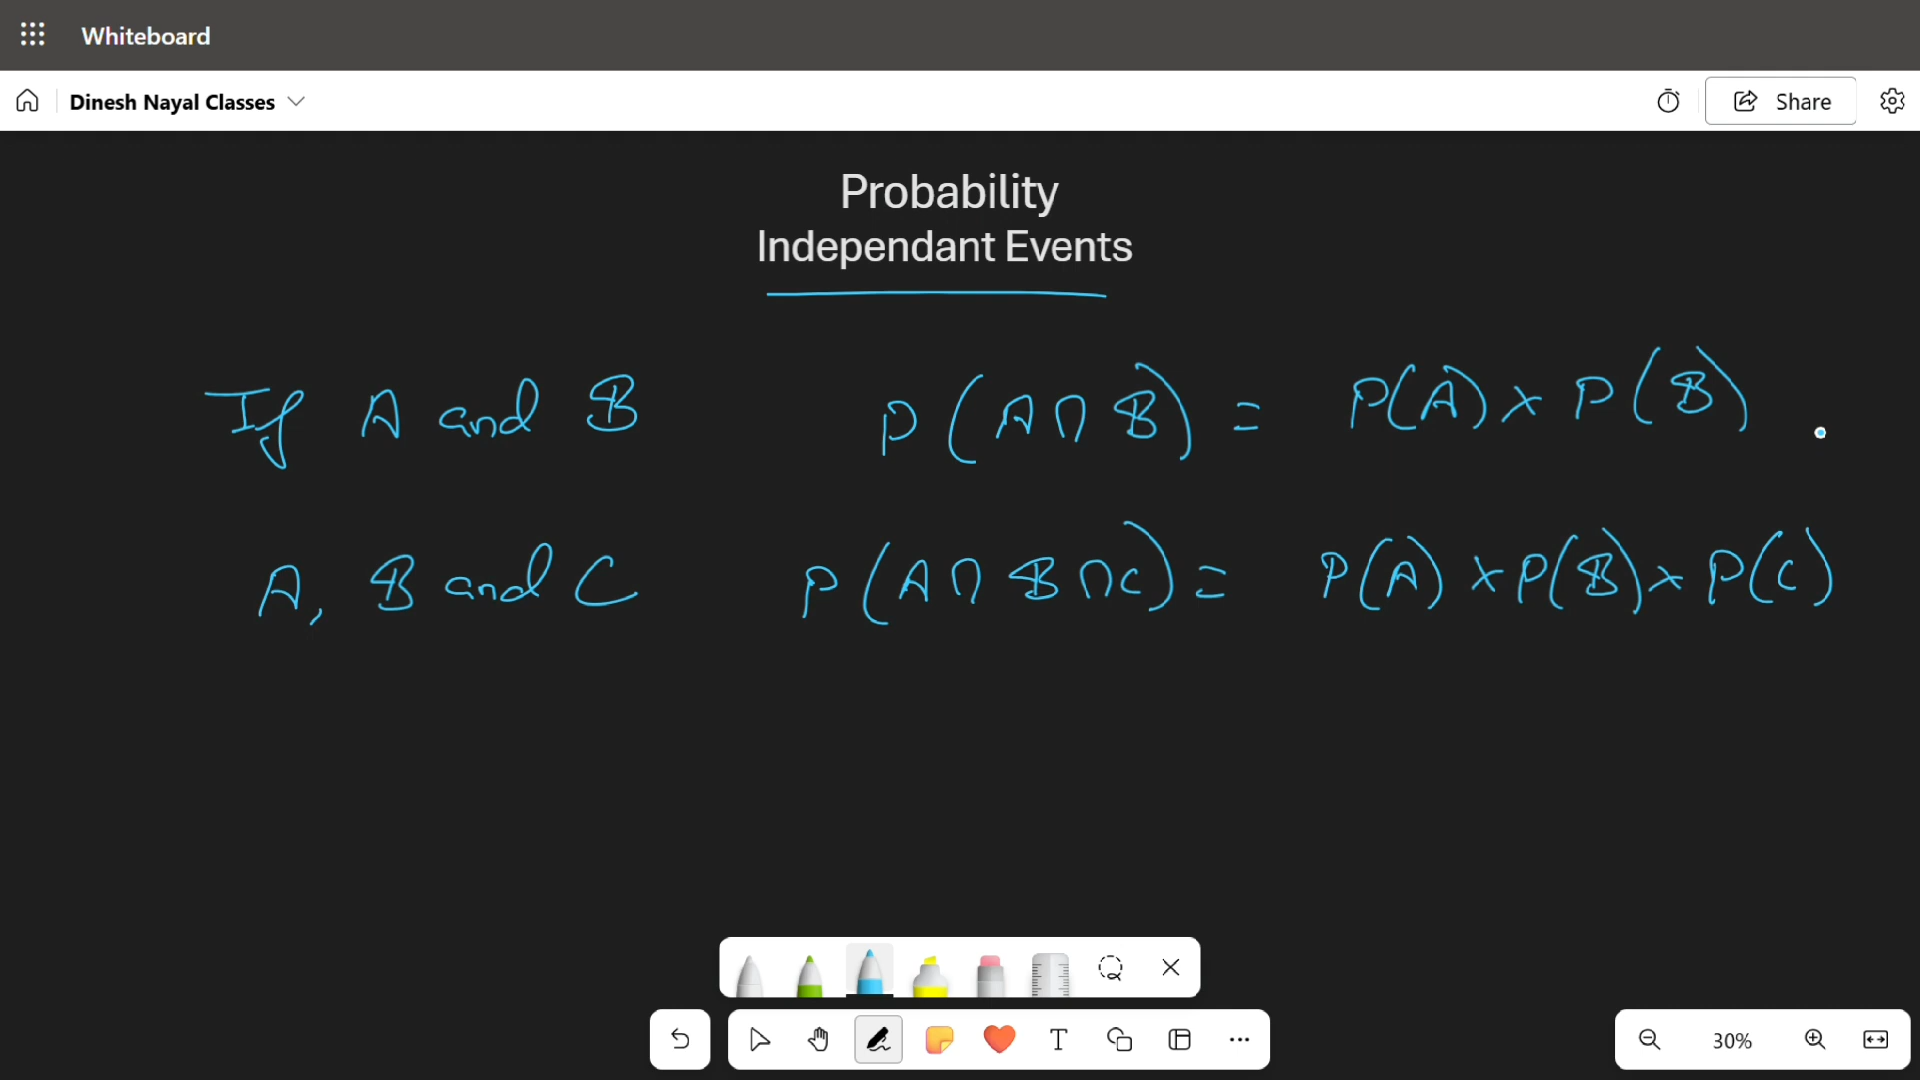 Whiteboard
Dinesh Nayal Classes
Share
Probability
Independant Events
If A and B P(A∩B) = P(A) × P(B)
A, B and C P(A∩B∩C) = P(A) × P(B) × P(C)
T
30%